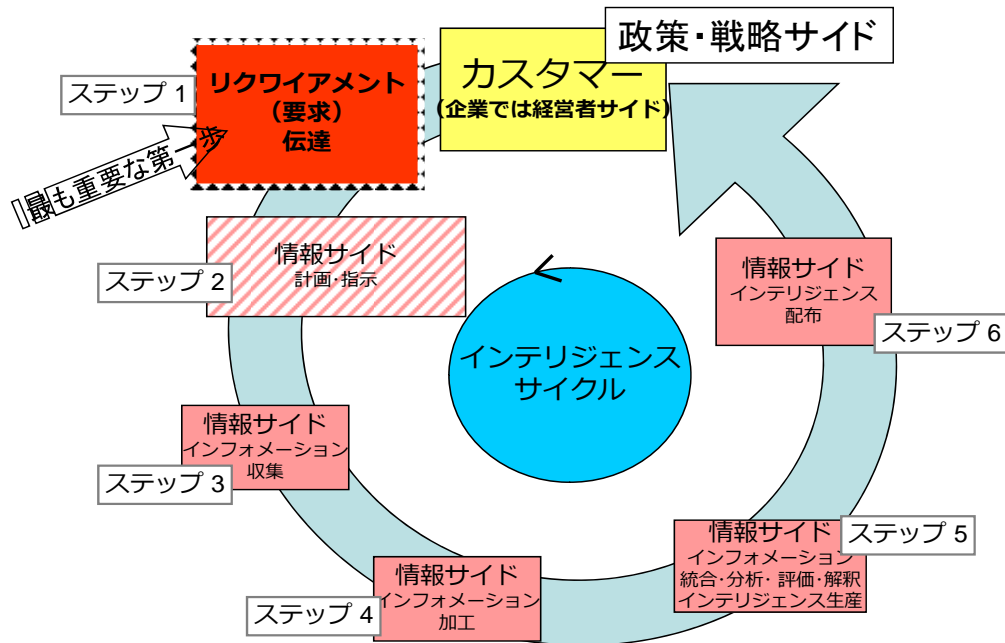 政策・戦略サイド
カスタマー
(企業では経営者サイド)
ステップ 1
リクワイアメント
(要求)
伝達
最も重要な第一歩
ステップ 2
情報サイド
計画・指示
ステップ 3
情報サイド
インフォメーション
収集
ステップ 4
情報サイド
インフォメーション
加工
ステップ 5
情報サイド
インフォメーション
統合・分析・ 評価・解釈
インテリジェンス生産
ステップ 6
情報サイド
インテリジェンス
配布
インテリジェンス
サイクル